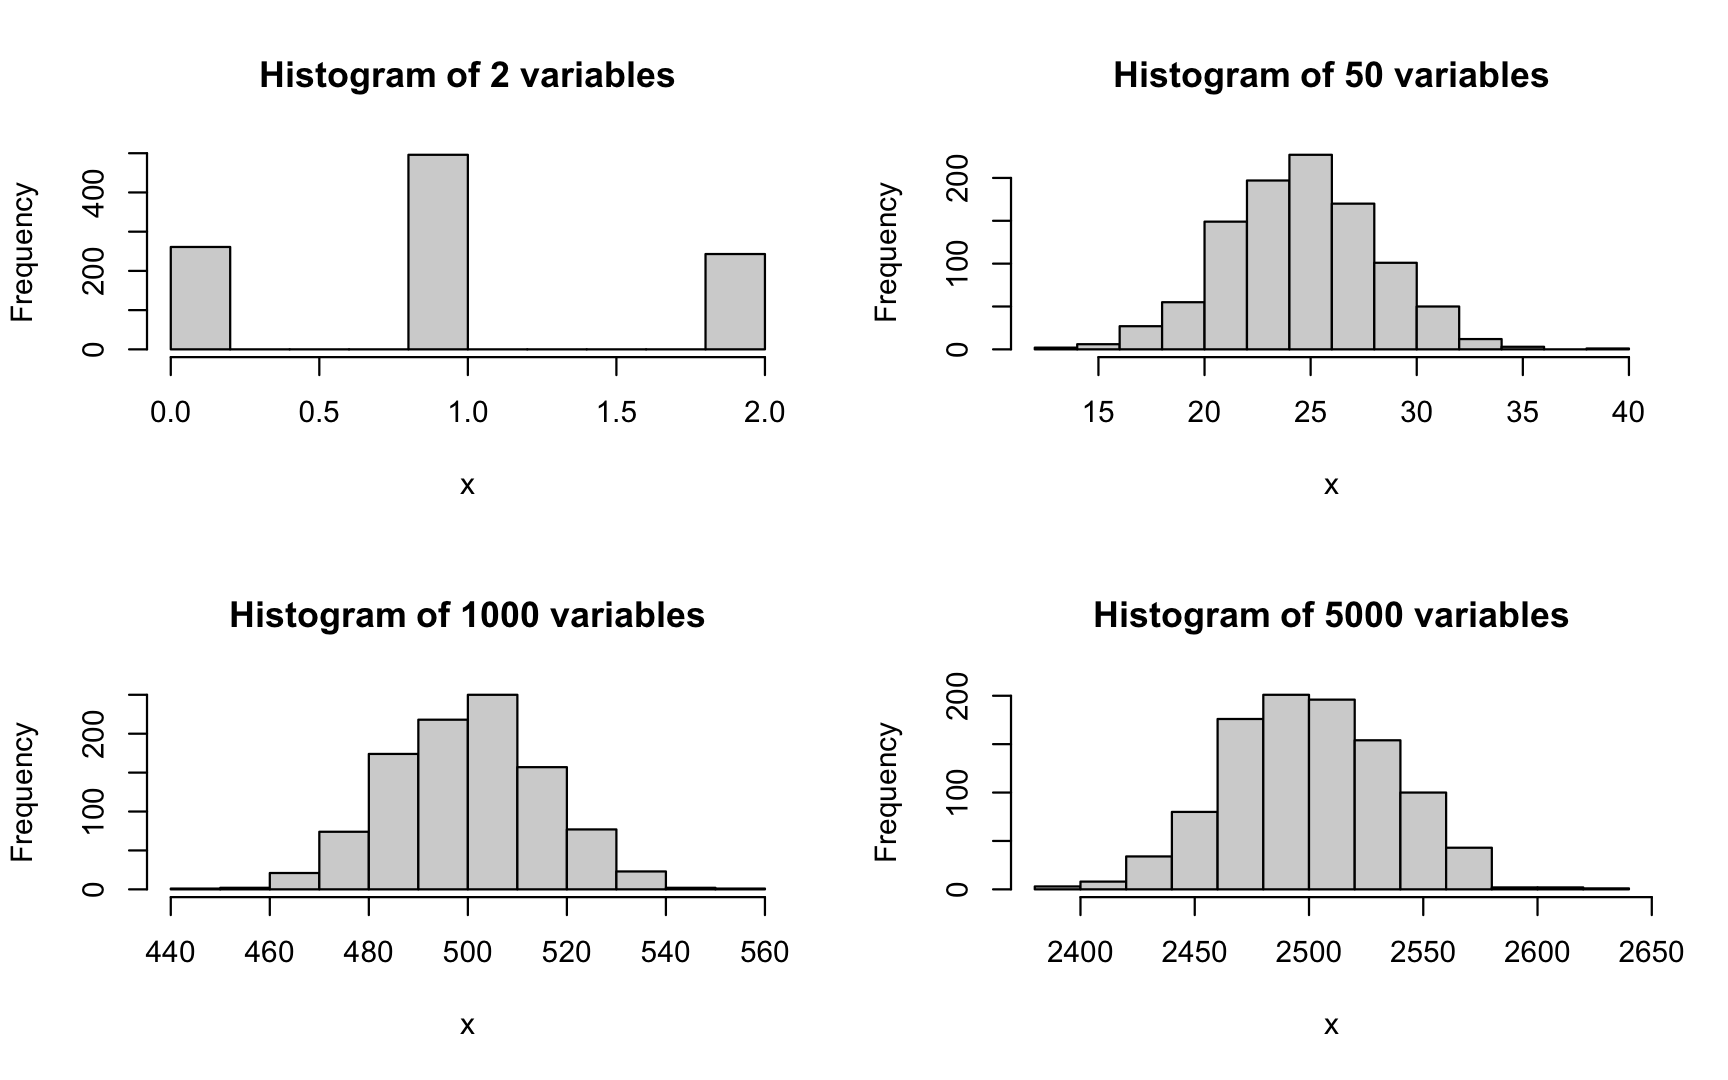 Histogram of 2 variables
Frequency
0 200 400
0.0 0.5 1.0 1.5 2.0
x
Histogram of 50 variables
Frequency
0 100 200
15 20 25 30 35 40
x
Histogram of 1000 variables
Frequency
0 100 200
440 460 480 500 520 540 560
x
Histogram of 5000 variables
Frequency
0 100 200
2400 2450 2500 2550 2600 2650
x